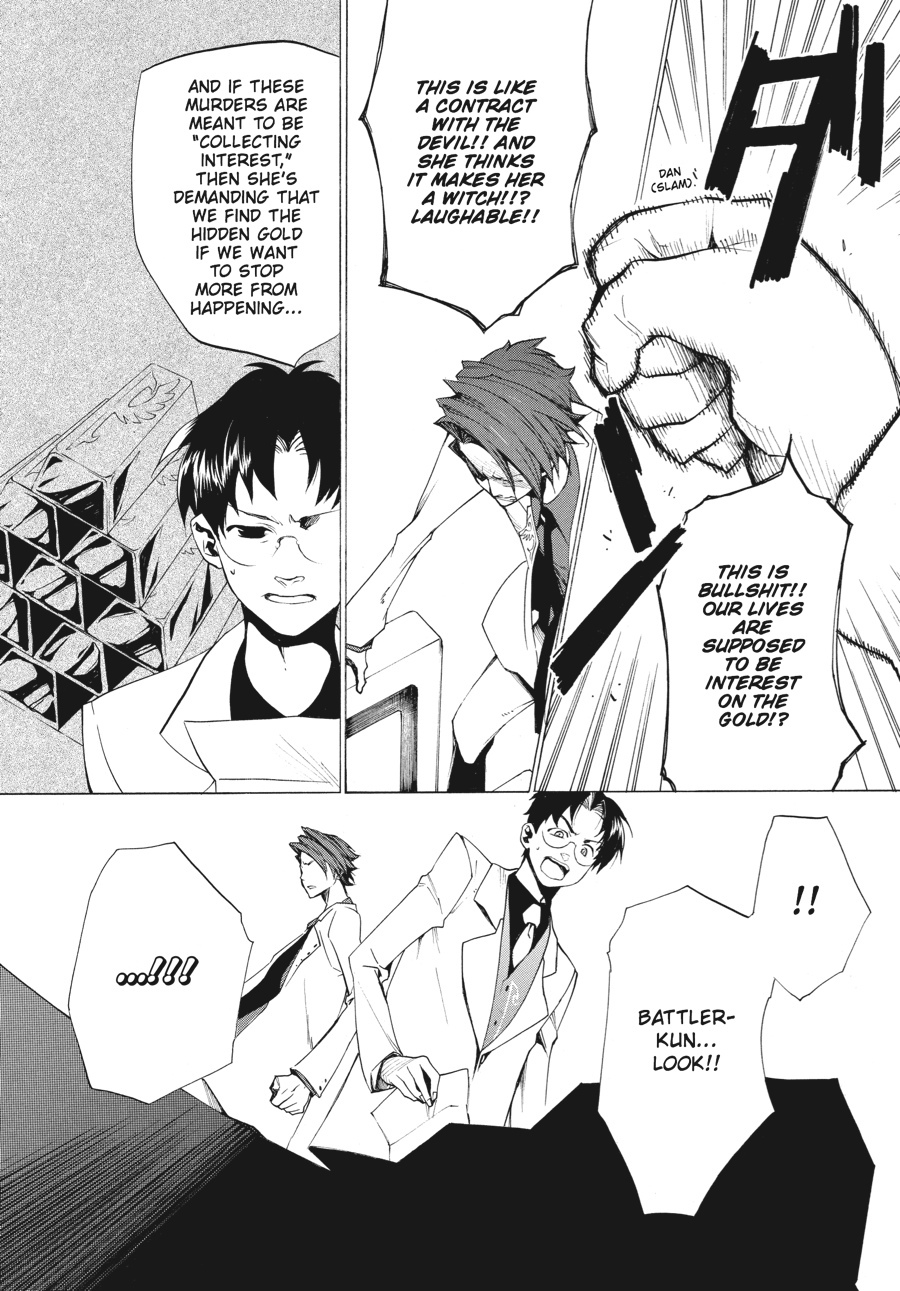 ダン
DAN
(SLAM)!
THIS IS
BULLSHIT!!
OUR LIVES
ARE
SUPPOSED
TO BE
INTEREST
ON THE
GOLD!?
THIS IS LIKE
A CONTRACT
WITH THE
DEVIL!! AND
SHE THINKS
IT MAKES HER
A WITCH!!?
LAUGHABLE!!
AND IF THESE
MURDERS ARE
MEANT TO BE
“COLLECTING
INTEREST,”
THEN SHE'S
DEMANDING THAT
WE FIND THE
HIDDEN GOLD
IF WE WANT
TO STOP
MORE FROM
HAPPENING...
!!
BATTLER-
KUN...
LOOK!!
....!!!